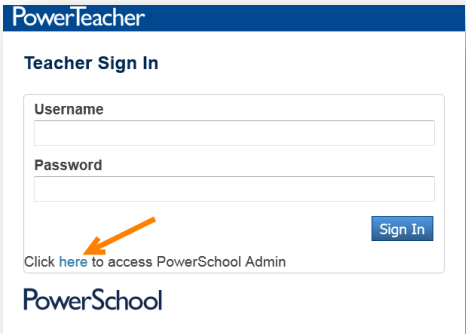 PowerTeacher
Teacher Sign In
Username
Password
Sign In
Click here to access PowerSchool Admin
PowerSchool